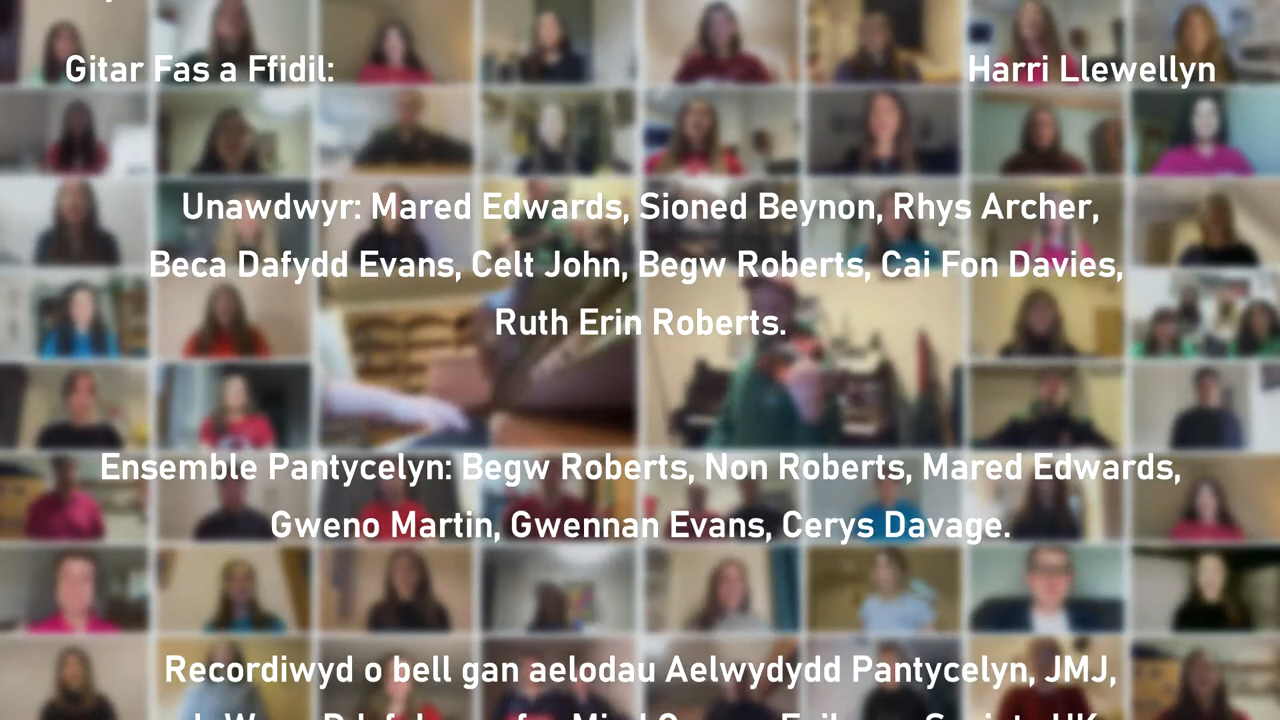 Gitar Fas a Ffidil: Harri Llewellyn
Unawdwyr: Mared Edwards, Sioned Beynon, Rhys Archer,
Beca Dafydd Evans, Celt John, Begw Roberts, Cai Fon Davies,
Ruth Erin Roberts.
Ensemble Pantycelyn: Begw Roberts, Non Roberts, Mared Edwards,
Gweno Martin, Gwennan Evans, Cerys Davage.
Recordiwyd o bell gan aelodau Aelwydydd Pantycelyn, JMJ,